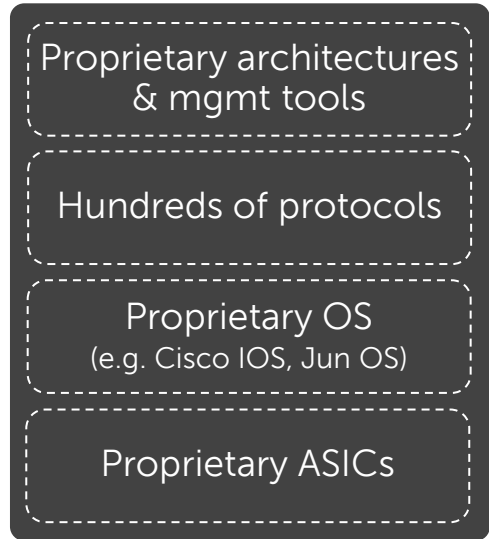 Proprietary architectures
& mgmt tools
Hundreds of protocols
Proprietary OS
(e.g. Cisco IOS, Jun OS)
Proprietary ASICs